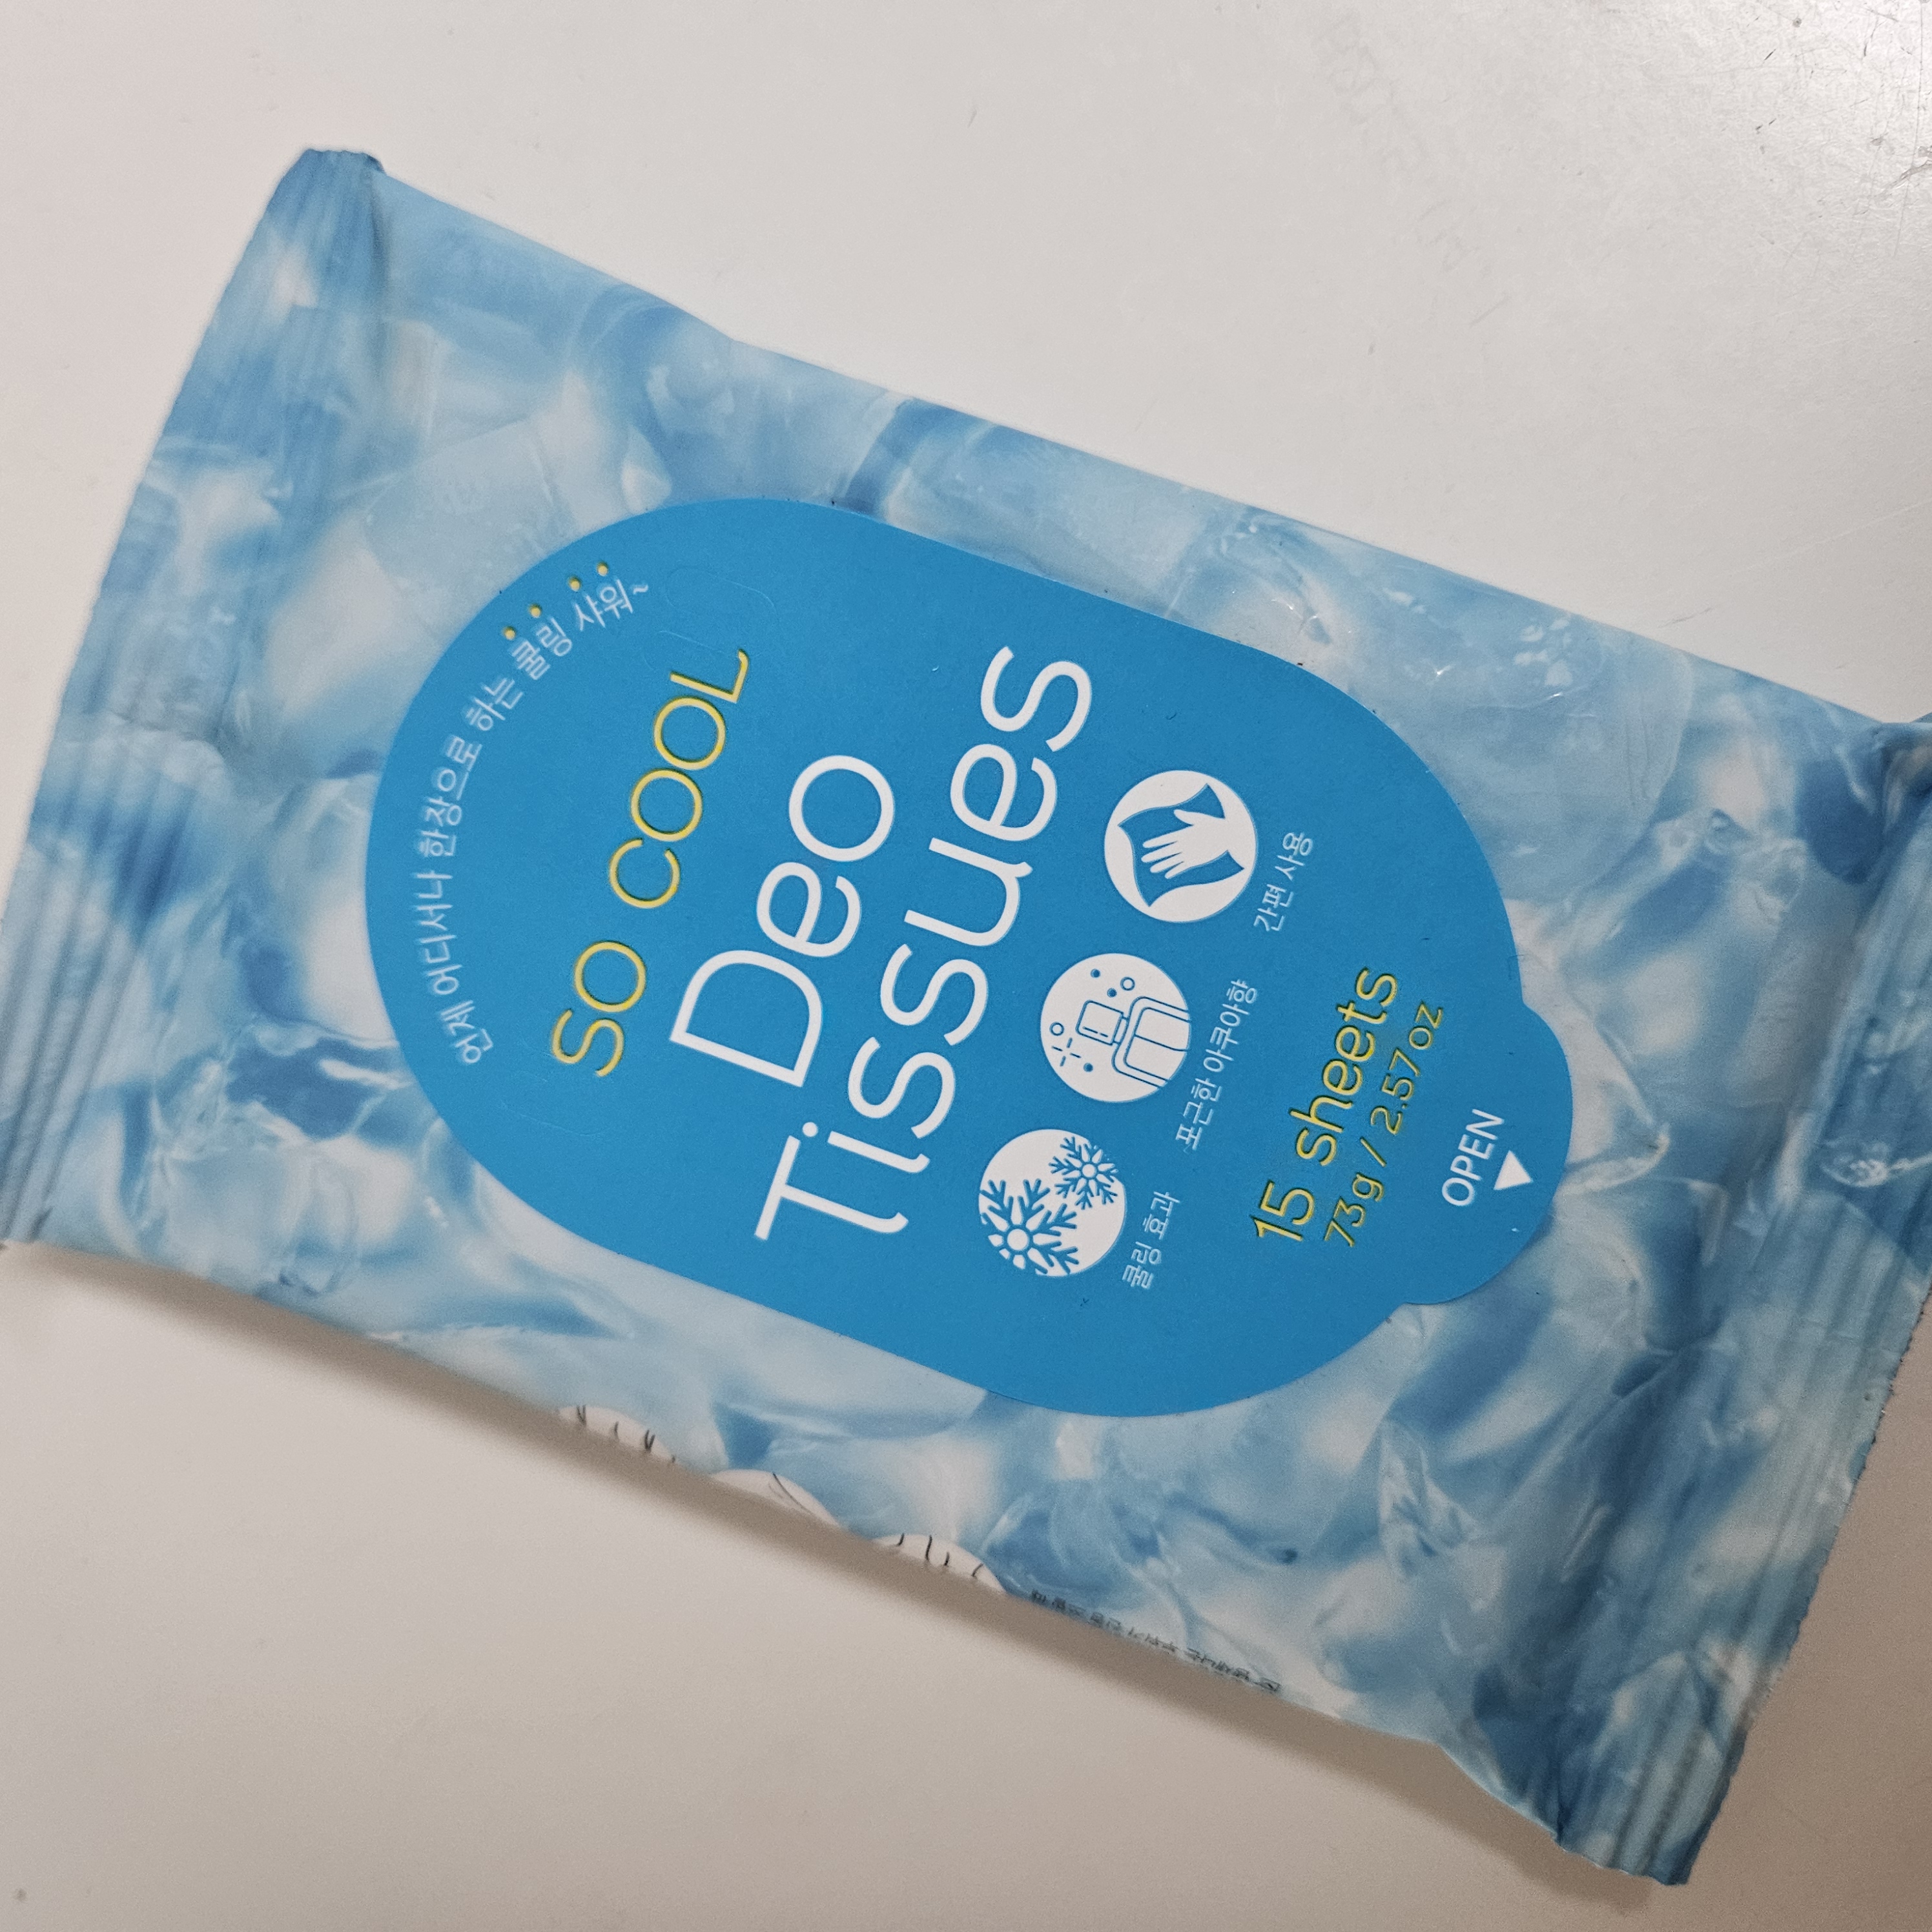 언제 어디서나 한장으로 하는 쿨링 샤워~
SO COOL
Deo
Tissues
쿨링 효과
포근한 아쿠아향
간편 사용
15 sheets
73g / 2.57oz
OPEN